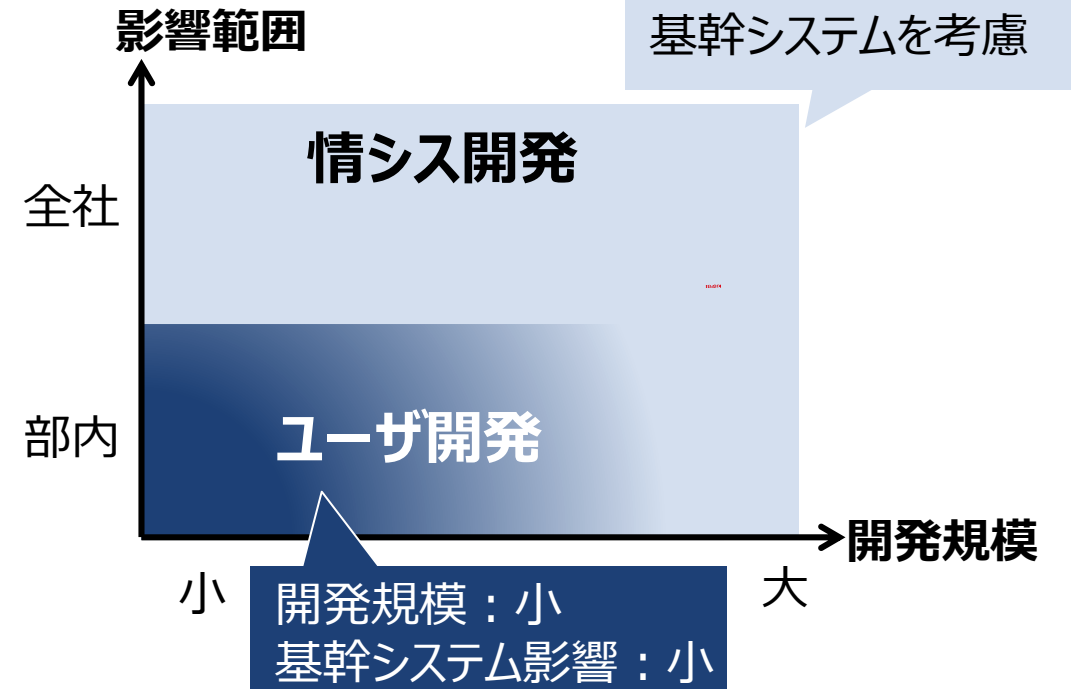 影響範囲
基幹システムを考慮
情シス開発
全社
部内
ユーザ開発
開発規模
小
大
開発規模：小
基幹システム影響：小